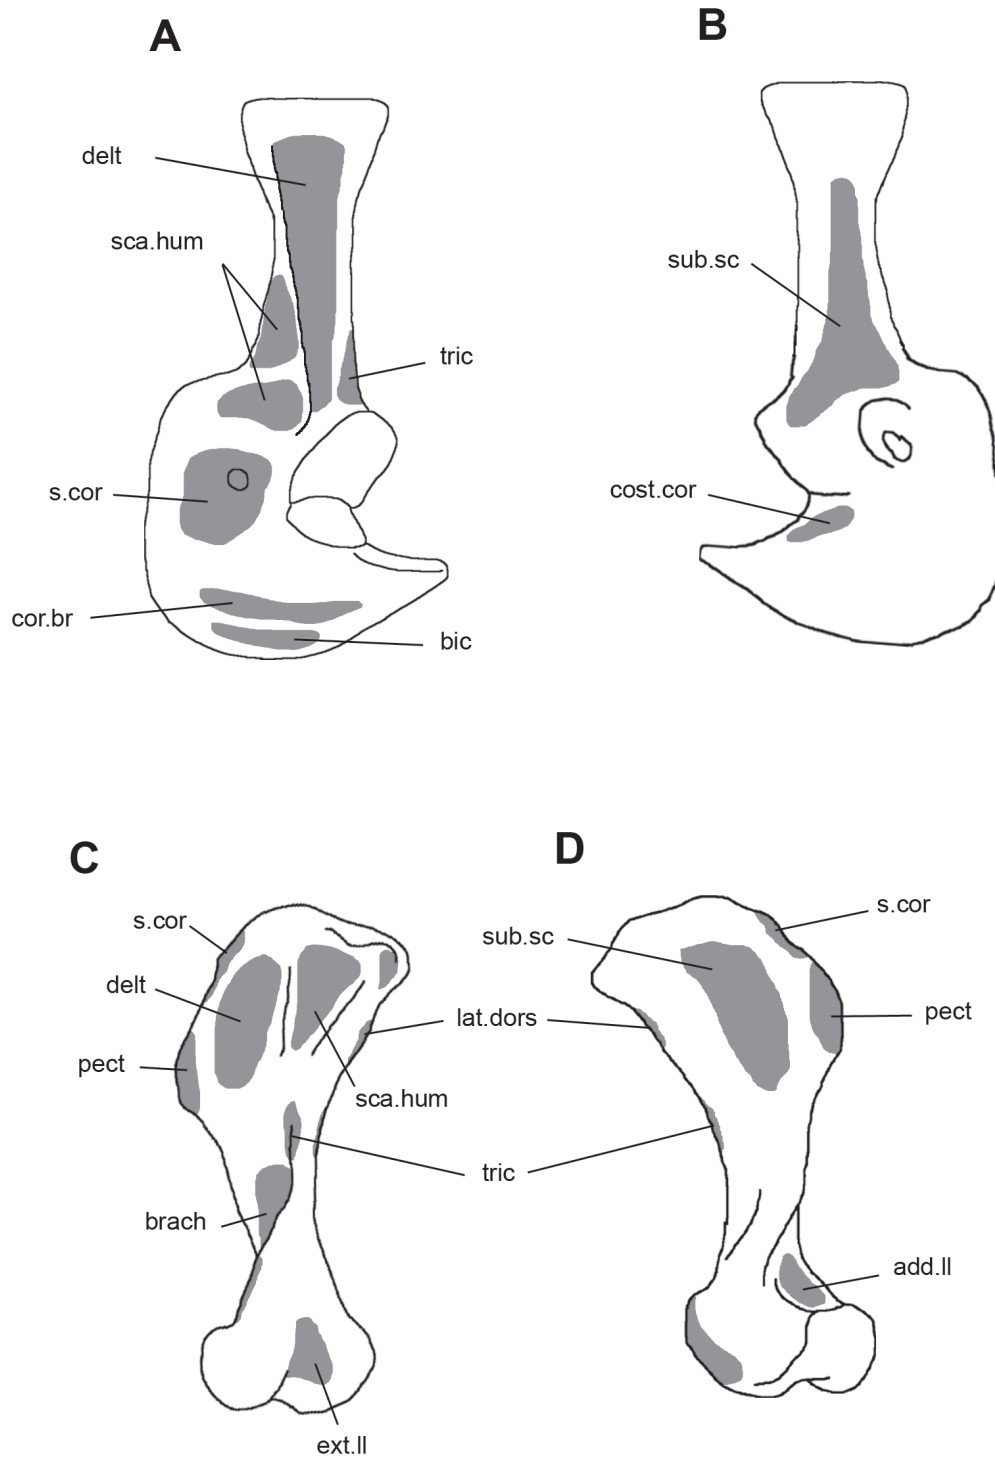 A
B
delt
sca.hum
sub.sc
tric
s.cor
cost.cor
cor.br
bic
C
D
s.cor
s.cor
sub.sc
delt
lat.dors
pect
pect
sca.hum
tric
brach
add.ll
ext.ll